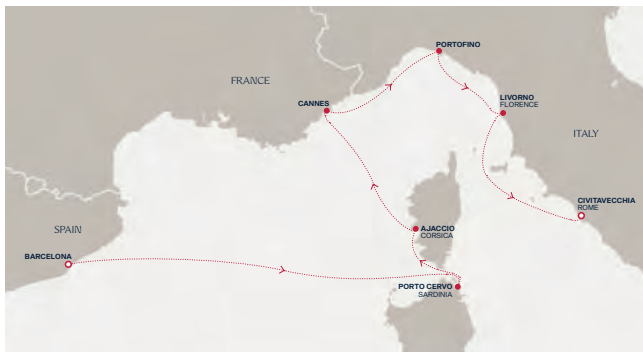 PORTOFINO
FRANCE
CANNES
LIVORNO
FLORENCE
ITALY
CIVITAVECCHIA
ROME
SPAIN
AJACCIO
CORSICA
BARCELONA
PORTO CERVO
SARDINIA